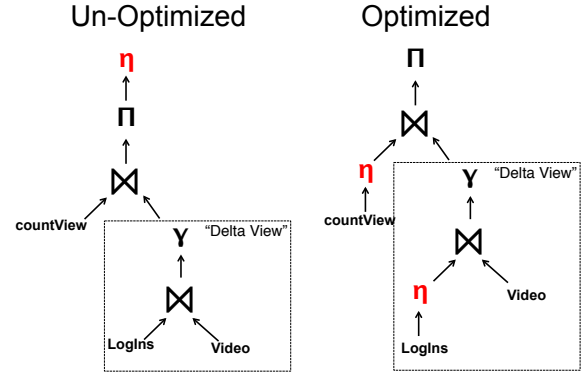 Un-Optimized
η
Π
⋈
countView
"Delta View"
γ
⋈
LogIns
Video
Optimized
Π
⋈
η
countView
"Delta View"
γ
⋈
η
Video
LogIns